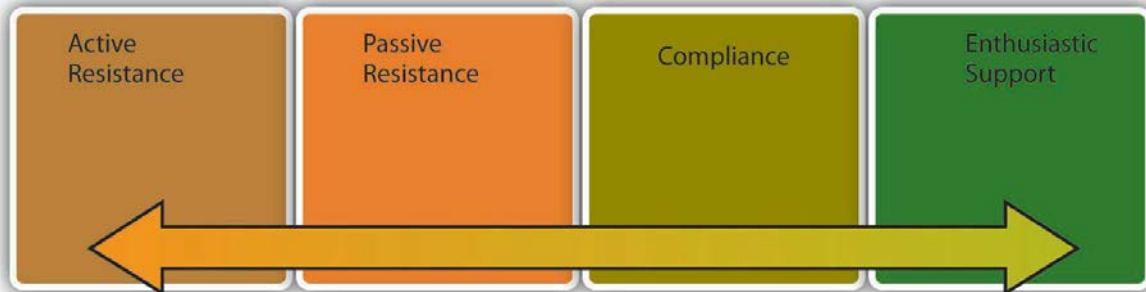 Active
Resistance
Passive
Resistance
Compliance
Enthusiastic
Support